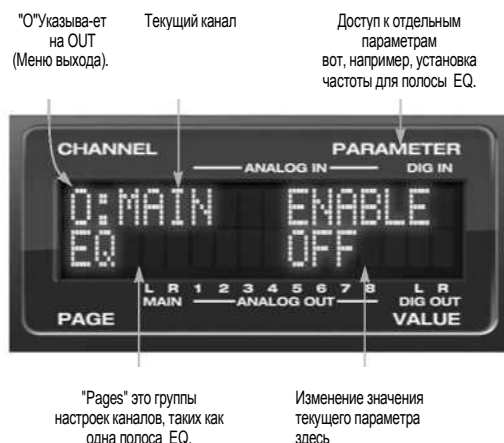 "О"Указыва-ет
на OUT
(Меню выхода).
Текущий канал
Доступ к отдельным
параметрам
вот, например, установка
частоты для полосы EQ.
CHANNEL
PARAMETER
ANALOG IN
DIG IN
O:MAIN ENABLE
EQ OFF
L R 1 2 3 4 5 6 7 8 L R
MAIN ANALOG OUT DIG OUT
PAGE
VALUE
"Pages" это группы
настроек каналов, таких как
одна полоса EQ.
Изменение значения
текущего параметра
здесь